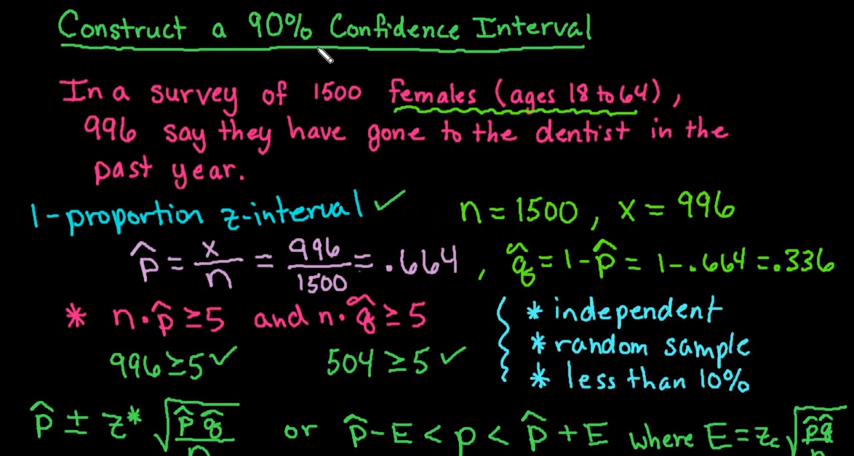 Construct a 90% Confidence Interval
In a survey of 1500 females (ages 18 to 64),
996 say they have gone to the dentist in the
past year.
1-proportion z-interval ✓
n = 1500 , x = 996
p̂ = x/n = 996/1500 = .664 , q̂ = 1 - p̂ = 1 - .664 = .336
* n·p̂ ≥ 5 and n·q̂ ≥ 5
996 ≥ 5 ✓ 504 ≥ 5 ✓
* independent
* random sample
* less than 10%
p̂ ± z* √(p̂q̂/n) or p̂ - E < p < p̂ + E where E = zc √(p̂q̂/n)